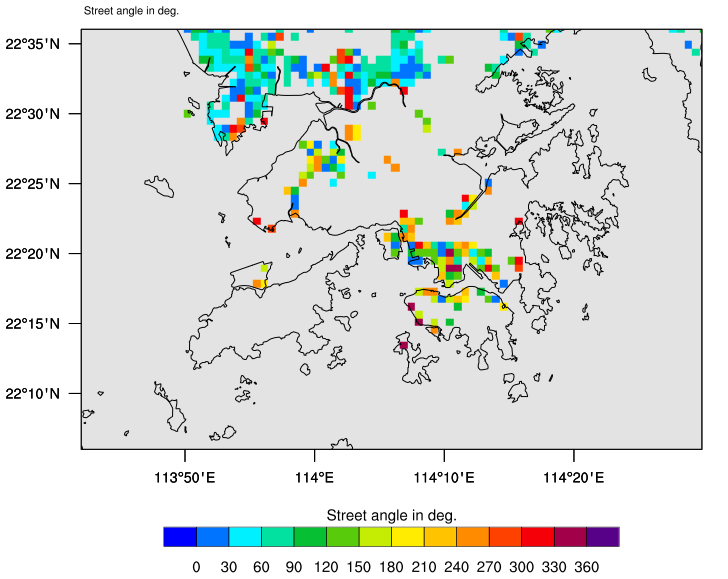 Street angle in deg.
22°35'N
22°30'N
22°25'N
22°20'N
22°15'N
22°10'N
113°50'E 114°E 114°10'E 114°20'E
Street angle in deg.
0 30 60 90 120 150 180 210 240 270 300 330 360